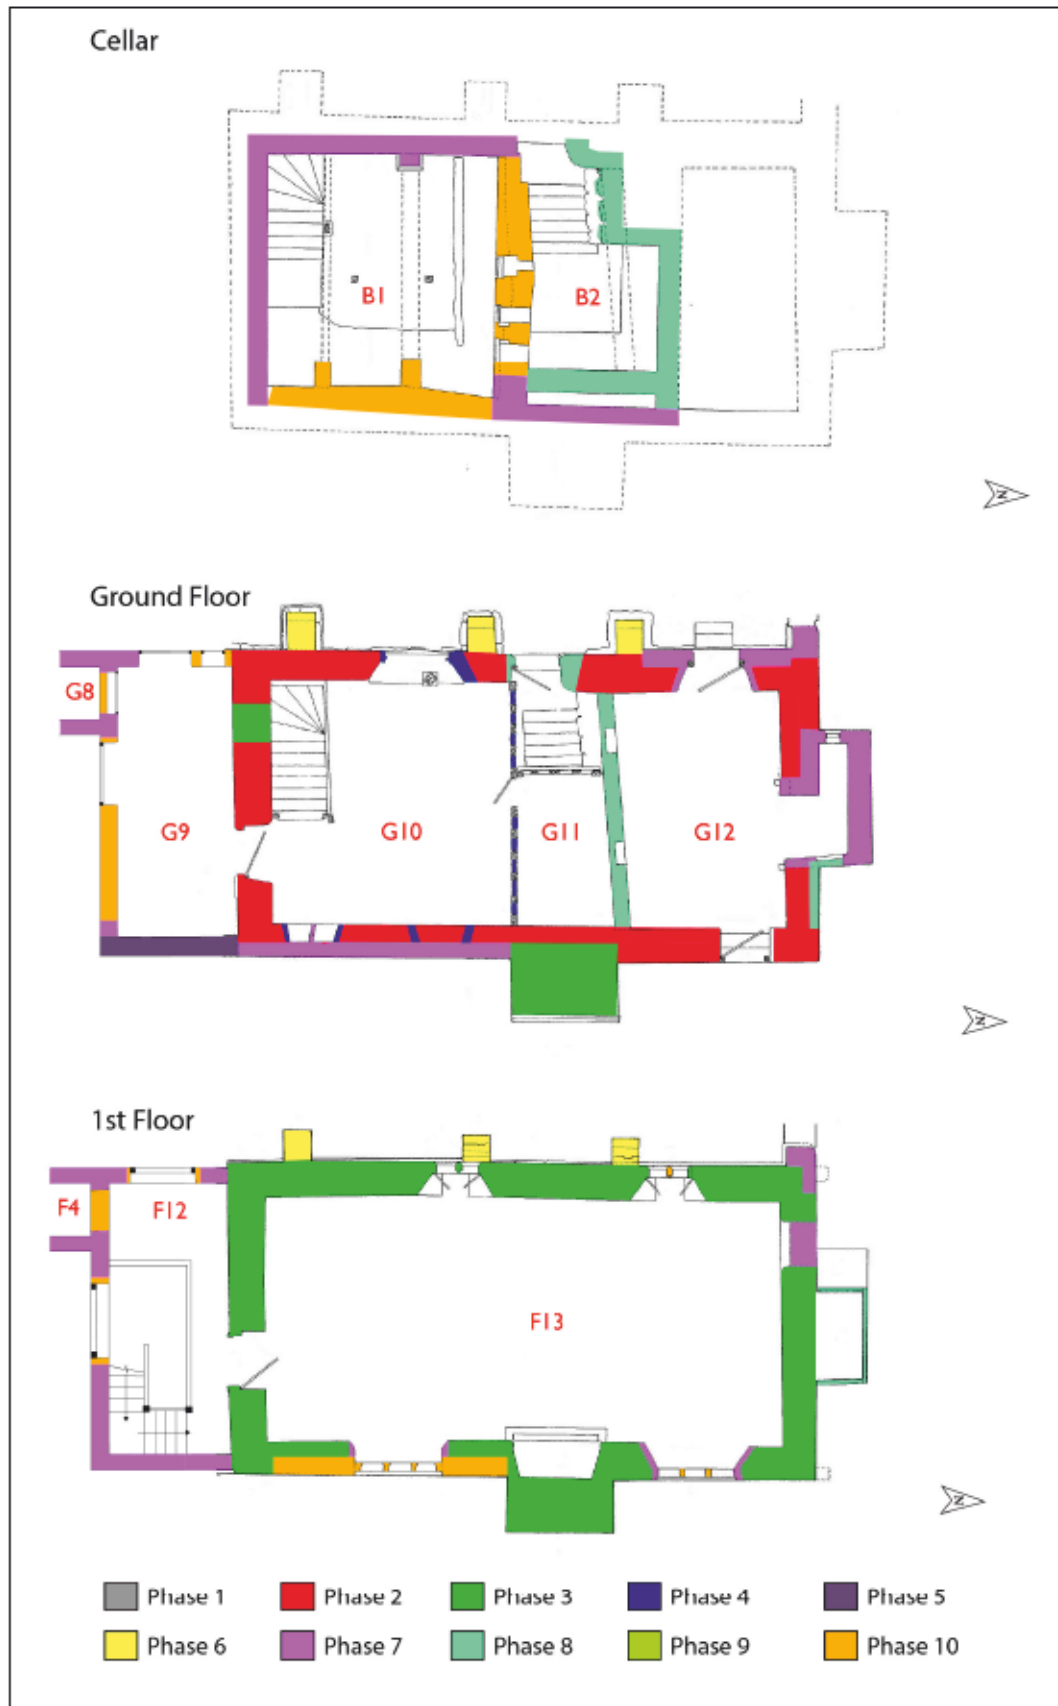 Cellar
B1
B2
N
Ground Floor
G8
G9
G10
G11
G12
N
1st Floor
F4
F12
F13
N
Phase 1
Phase 2
Phase 3
Phase 4
Phase 5
Phase 6
Phase 7
Phase 8
Phase 9
Phase 10